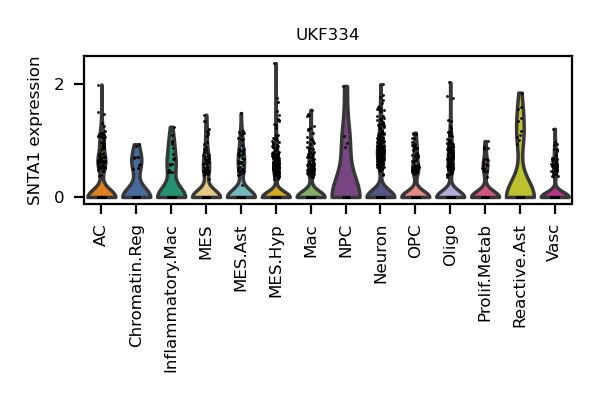 UKF334
SNTA1 expression
2
0
AC
Chromatin.Reg
Inflammatory.Mac
MES
MES.Ast
MES.Hyp
Mac
NPC
Neuron
OPC
Oligo
Prolif.Metab
Reactive.Ast
Vasc